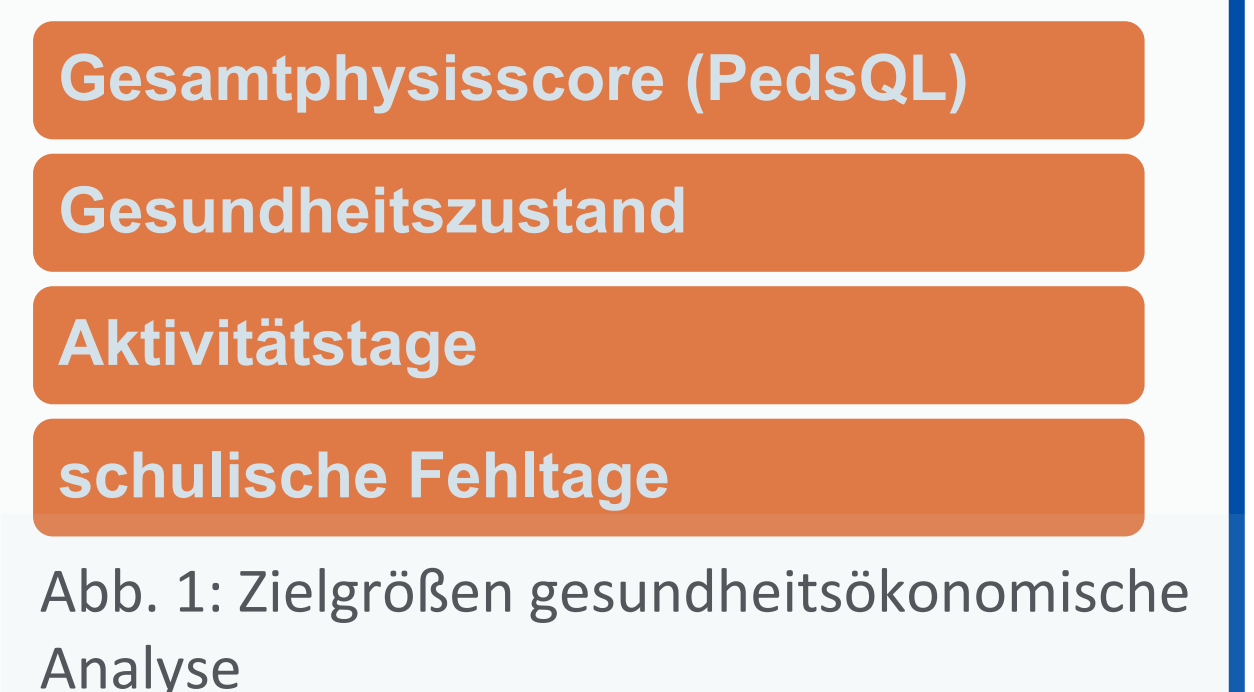 Gesamtphysisscore (PedsQL)
Gesundheitszustand
Aktivitätstage
schulische Fehltage
Abb. 1: Zielgrößen gesundheitsökonomische
Analyse